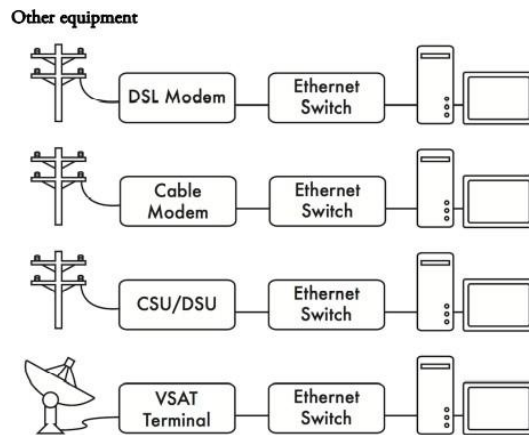 Other equipment
DSL Modem
Ethernet
Switch
Cable
Modem
Ethernet
Switch
CSU/DSU
Ethernet
Switch
VSAT
Terminal
Ethernet
Switch